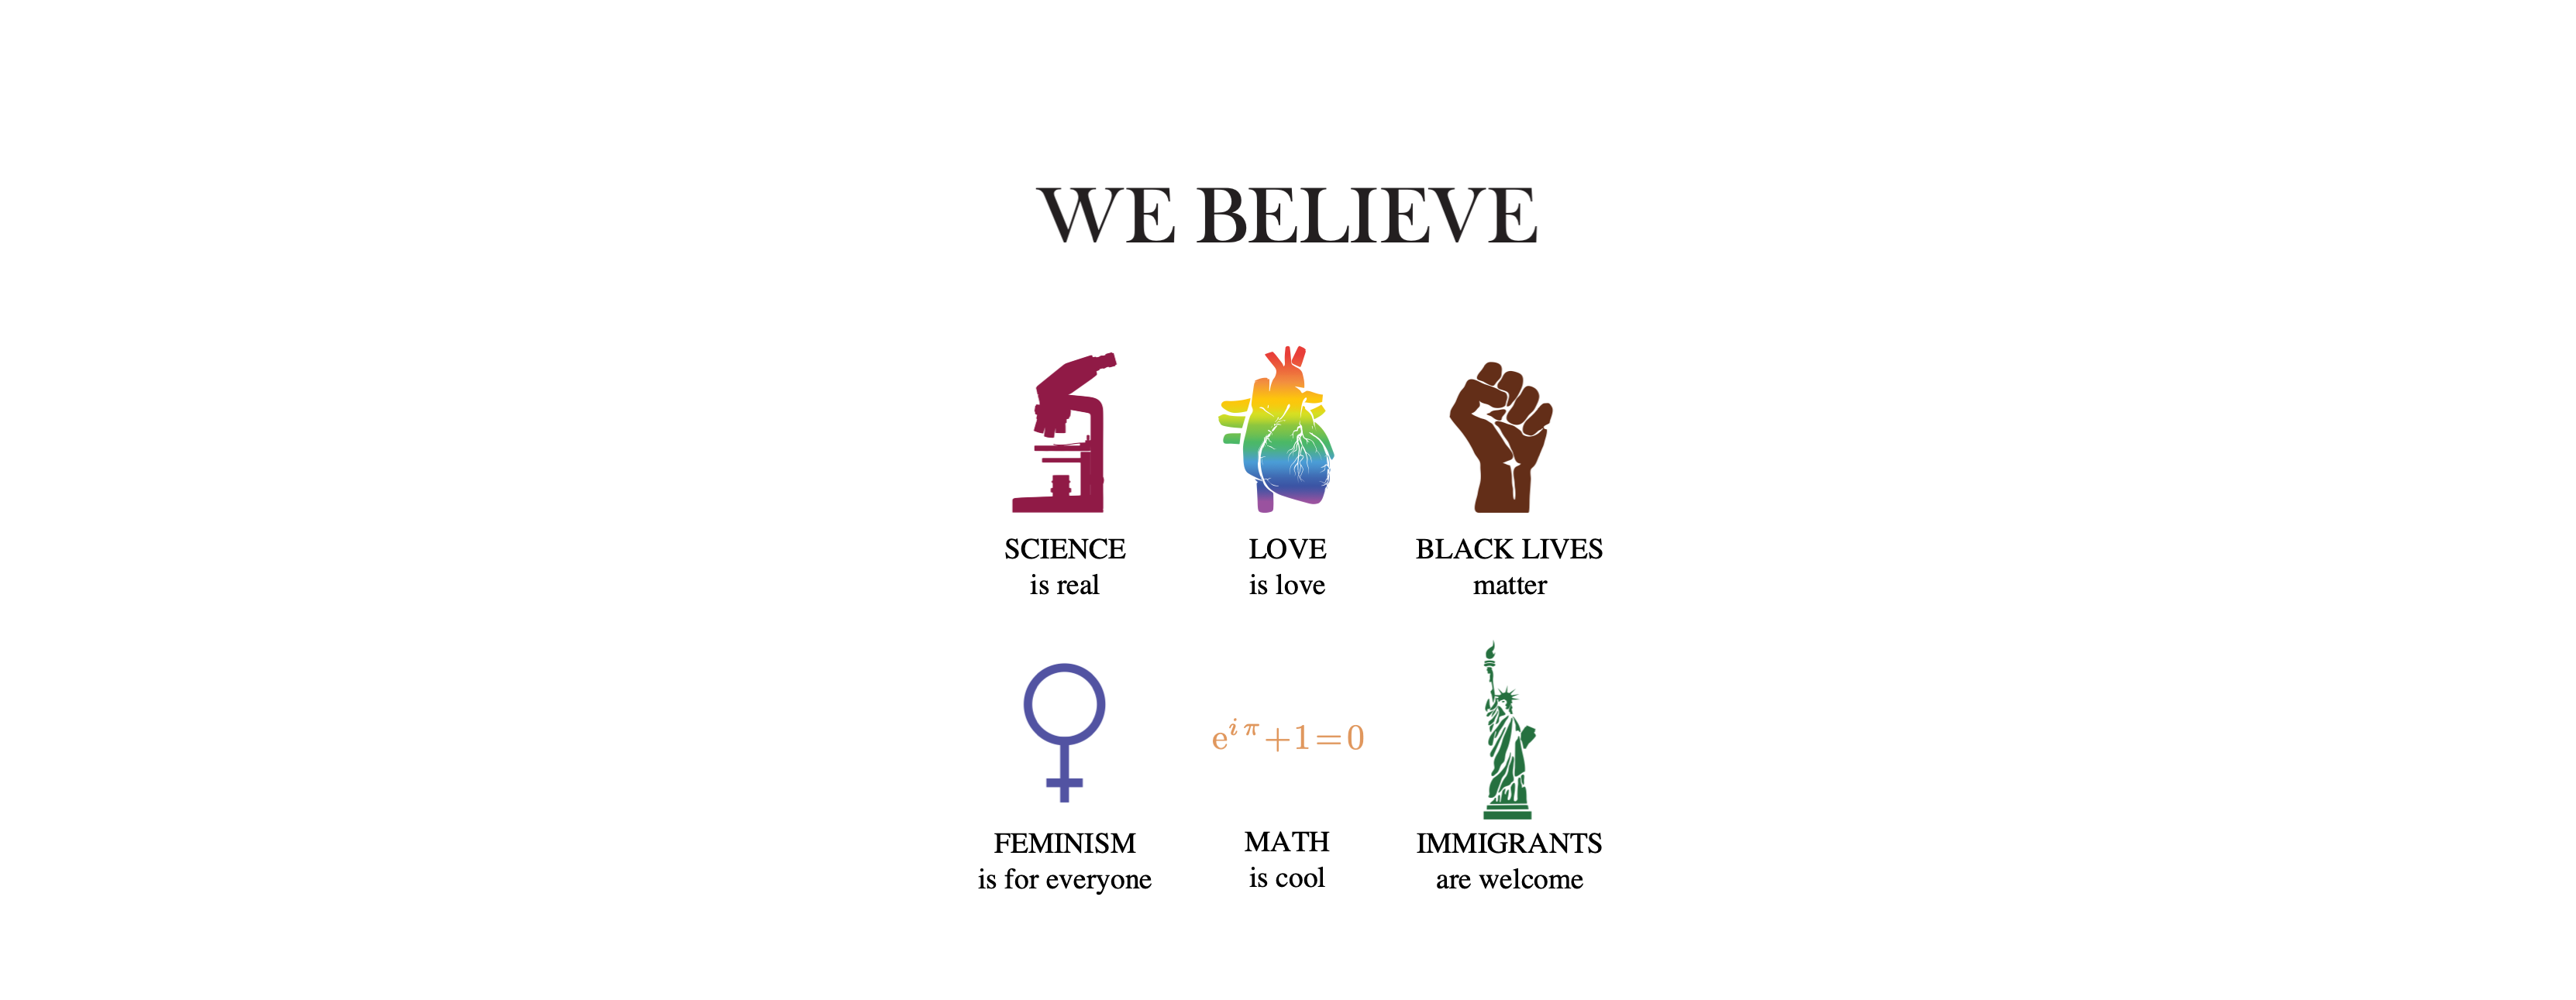 WE BELIEVE
SCIENCE
is real
LOVE
is love
BLACK LIVES
matter
FEMINISM
is for everyone
e^{iπ}+1=0
MATH
is cool
IMMIGRANTS
are welcome